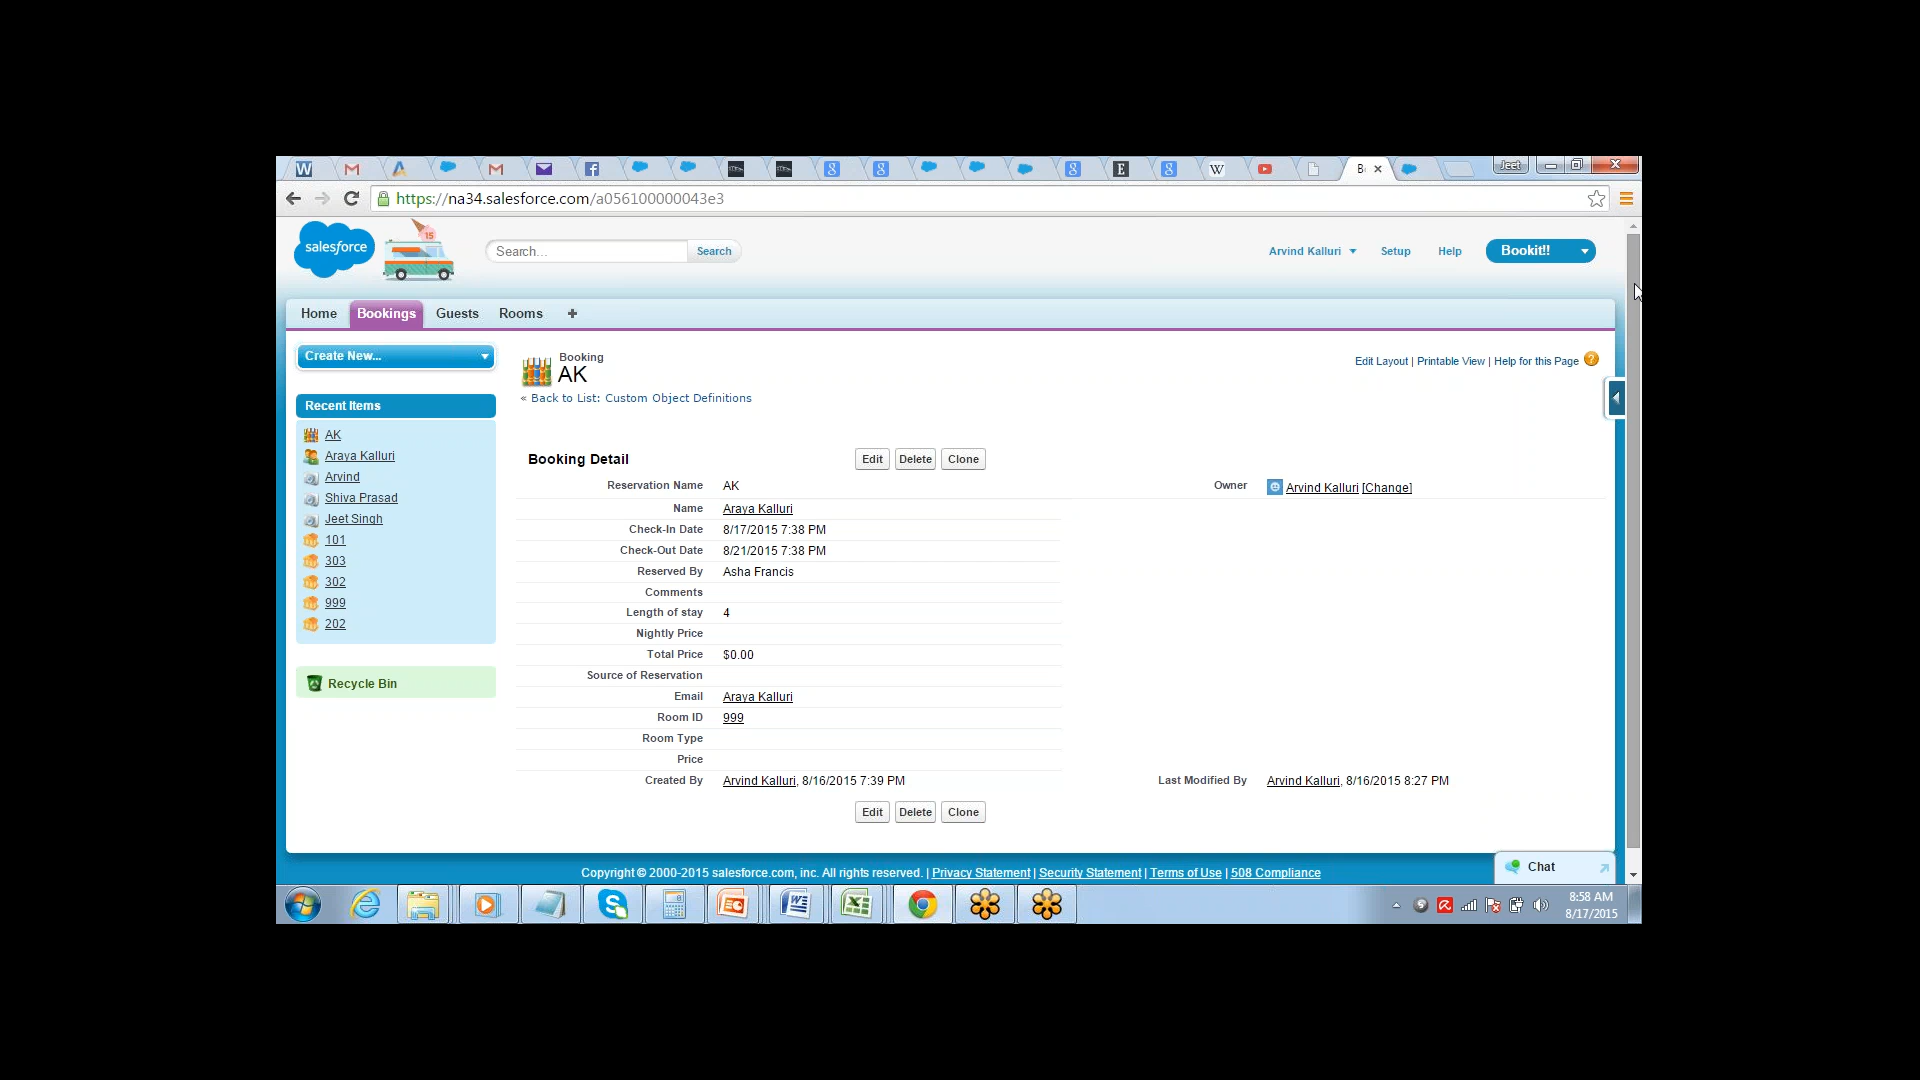 Jeet
https://na34.salesforce.com/a056100000043e3
salesforce
15
Search...
Search
Arvind Kalluri
Setup
Help
Bookit!!
Home
Bookings
Guests
Rooms
Create New...
Booking
AK
Edit Layout | Printable View | Help for this Page
« Back to List: Custom Object Definitions
Recent Items
AK
Araya Kalluri
Arvind
Shiva Prasad
Jeet Singh
101
303
302
999
202
Recycle Bin
Booking Detail
Edit
Delete
Clone
Reservation Name AK
Owner Arvind Kalluri [Change]
Name Araya Kalluri
Check-In Date 8/17/2015 7:38 PM
Check-Out Date 8/21/2015 7:38 PM
Reserved By Asha Francis
Comments
Length of stay 4
Nightly Price
Total Price $0.00
Source of Reservation
Email Araya Kalluri
Room ID 999
Room Type
Price
Created By Arvind Kalluri, 8/16/2015 7:39 PM
Last Modified By Arvind Kalluri, 8/16/2015 8:27 PM
Edit
Delete
Clone
Chat
Copyright © 2000-2015 salesforce.com, inc. All rights reserved. | Privacy Statement | Security Statement | Terms of Use | 508 Compliance
8:58 AM
8/17/2015